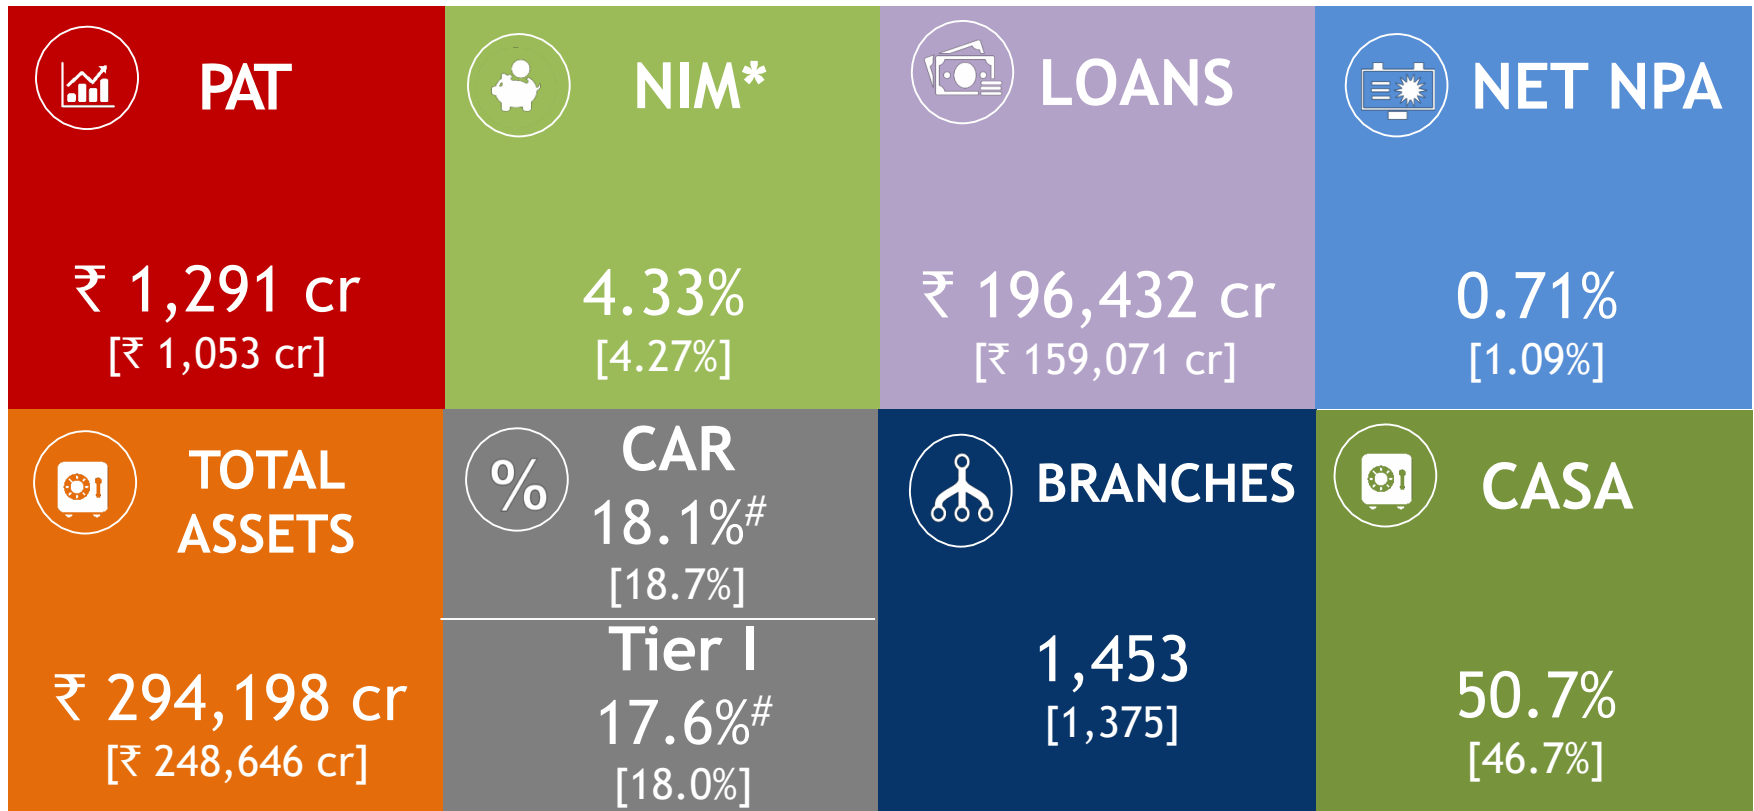 PAT
₹ 1,291 cr
[₹ 1,053 cr]
NIM*
4.33%
[4.27%]
LOANS
₹ 196,432 cr
[₹ 159,071 cr]
NET NPA
0.71%
[1.09%]
TOTAL
ASSETS
₹ 294,198 cr
[₹ 248,646 cr]
%
CAR
18.1%#
[18.7%]
Tier I
17.6%#
[18.0%]
BRANCHES
1,453
[1,375]
CASA
50.7%
[46.7%]